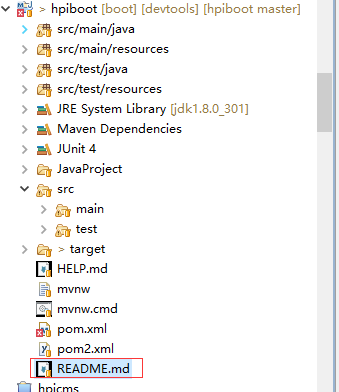 > hpiboot [boot] [devtools] [hpiboot master]
src/main/java
src/main/resources
src/test/java
src/test/resources
JRE System Library [jdk1.8.0_301]
Maven Dependencies
JUnit 4
JavaProject
src
main
test
> target
HELP.md
mvnw
mvnw.cmd
pom.xml
pom2.xml
README.md
hpicms